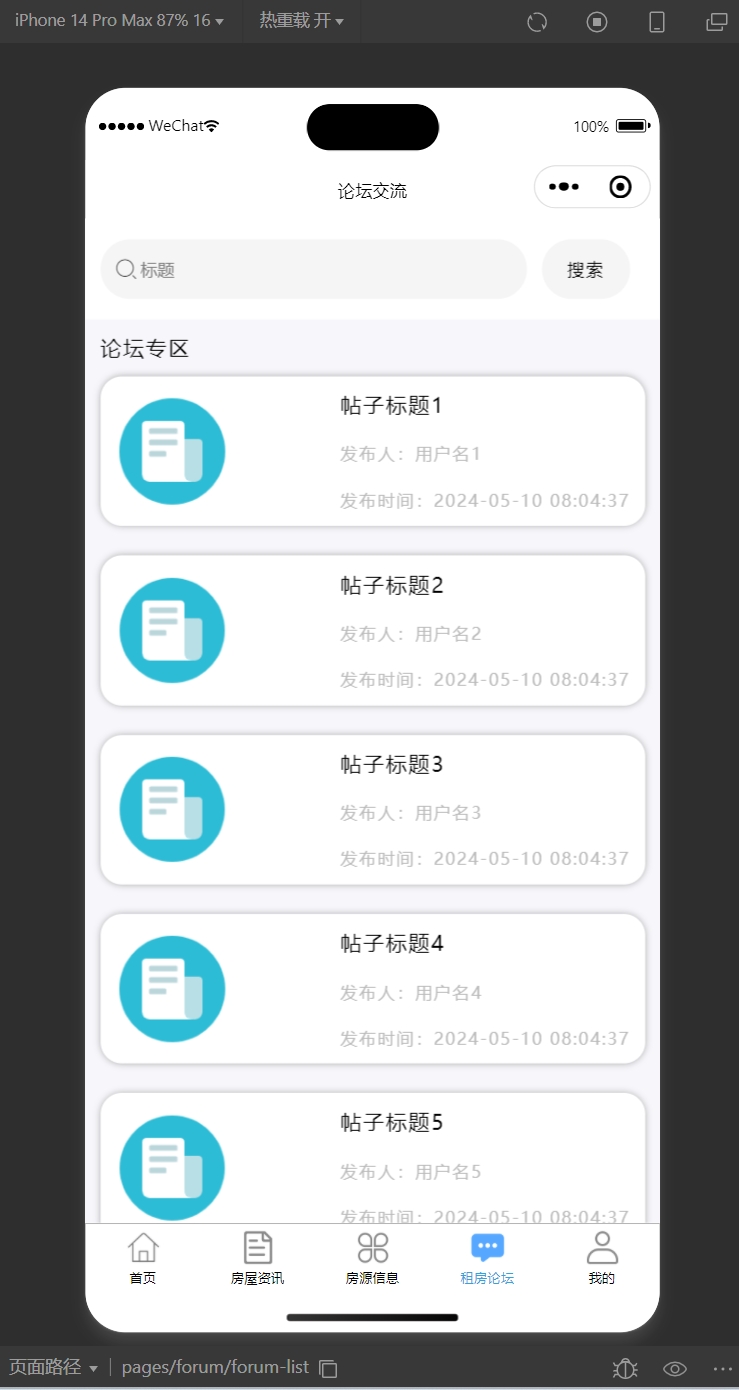 iPhone 14 Pro Max 87% 16 热重载 开
WeChat 100%
论坛交流
标题 搜索
论坛专区
帖子标题1
发布人：用户名1
发布时间：2024-05-10 08:04:37
帖子标题2
发布人：用户名2
发布时间：2024-05-10 08:04:37
帖子标题3
发布人：用户名3
发布时间：2024-05-10 08:04:37
帖子标题4
发布人：用户名4
发布时间：2024-05-10 08:04:37
帖子标题5
发布人：用户名5
发布时间：2024-05-10 08:04:37
首页 房屋资讯 房源信息 租房论坛 我的
页面路径 pages/forum/forum-list